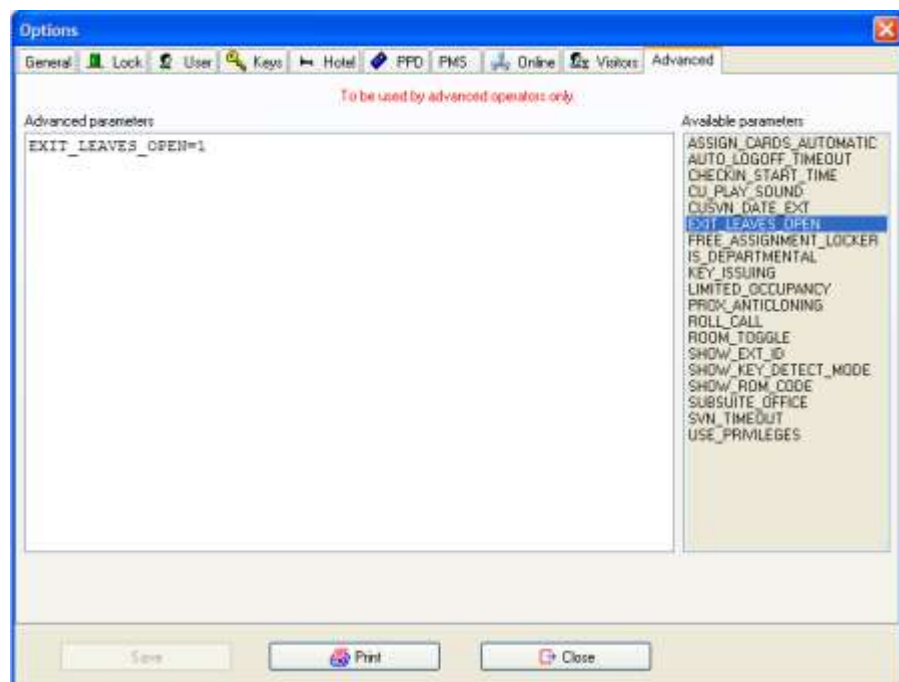 Options
General Lock User Keys Hotel PPD PMS Online Visitors Advanced
To be used by advanced operators only
Advanced parameters
Available parameters
EXIT_LEAVES_OPEN=1
ASSIGN_CARDS_AUTOMATIC
AUTO_LOGOFF_TIMEOUT
CHECKIN_START_TIME
CU_PLAY_SOUND
CUSVN_DATE_EXT
EXIT_LEAVES_OPEN
FREE_ASSIGNMENT_LOCKER
IS_DEPARTMENTAL
KEY_ISSUING
LIMITED_OCCUPANCY
PROX_ANTICLONING
ROLL_CALL
ROOM_TOGGLE
SHOW_EXT_ID
SHOW_KEY_DETECT_MODE
SHOW_ROM_CODE
SUBSUITE_OFFICE
SVN_TIMEOUT
USE_PRIVILEGES
Save Print Close